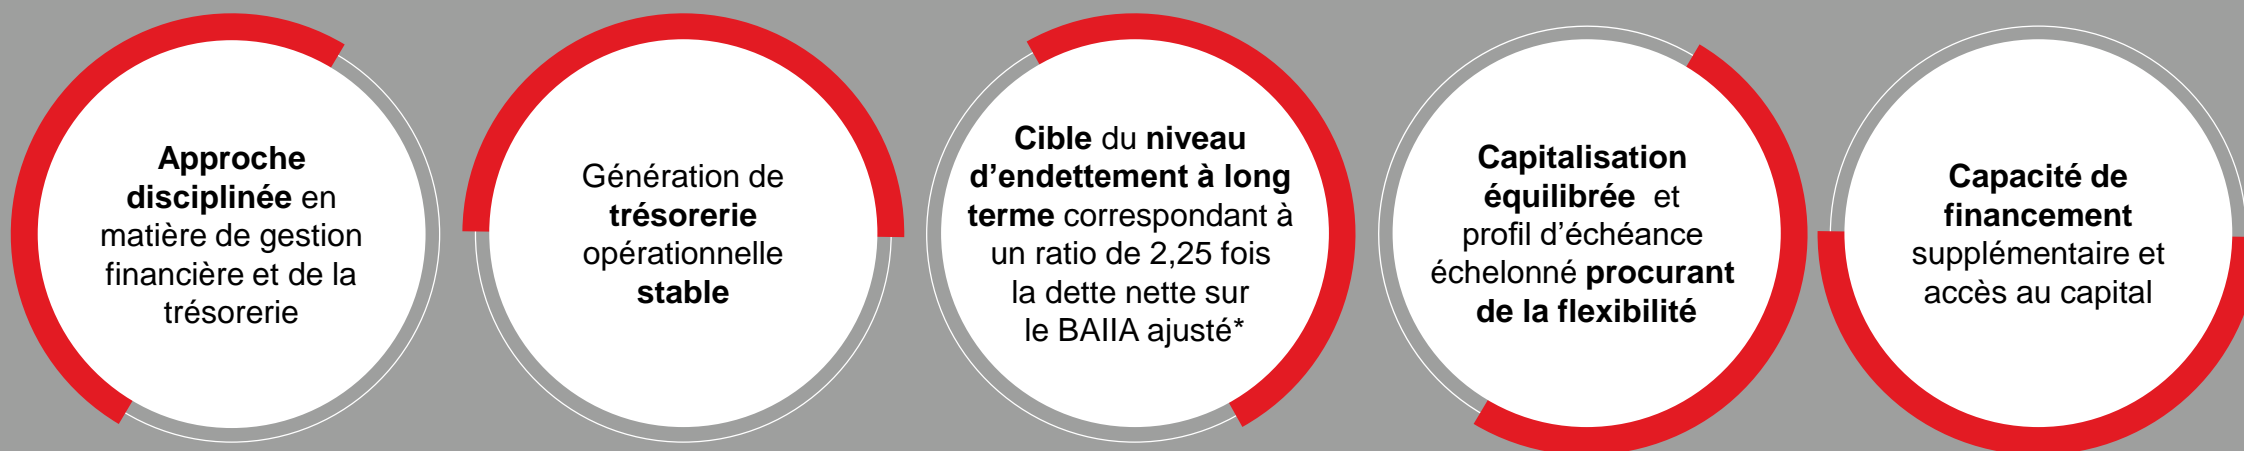 Approche
disciplinée en
matière de gestion
financière et de la
trésorerie
Génération de
trésorerie
opérationnelle
stable
Cible du niveau
d’endettement à long
terme correspondant à
un ratio de 2,25 fois
la dette nette sur
le BAIIA ajusté*
Capitalisation
équilibrée et
profil d’échéance
échelonné procurant
de la flexibilité
Capacité de
financement
supplémentaire et
accès au capital